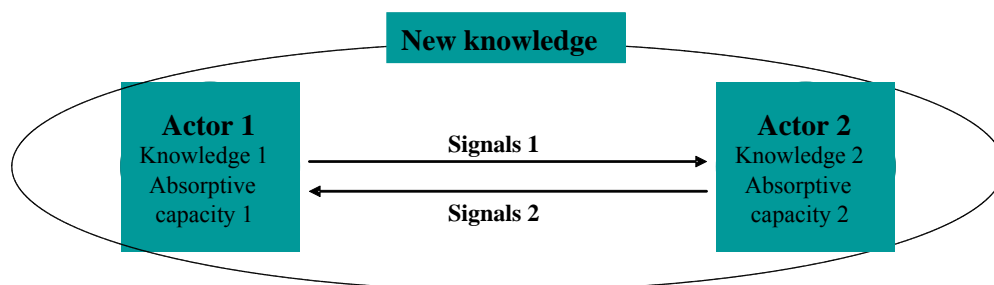 New knowledge
Actor 1
Knowledge 1
Absorptive
capacity 1
Signals 1
Signals 2
Actor 2
Knowledge 2
Absorptive
capacity 2